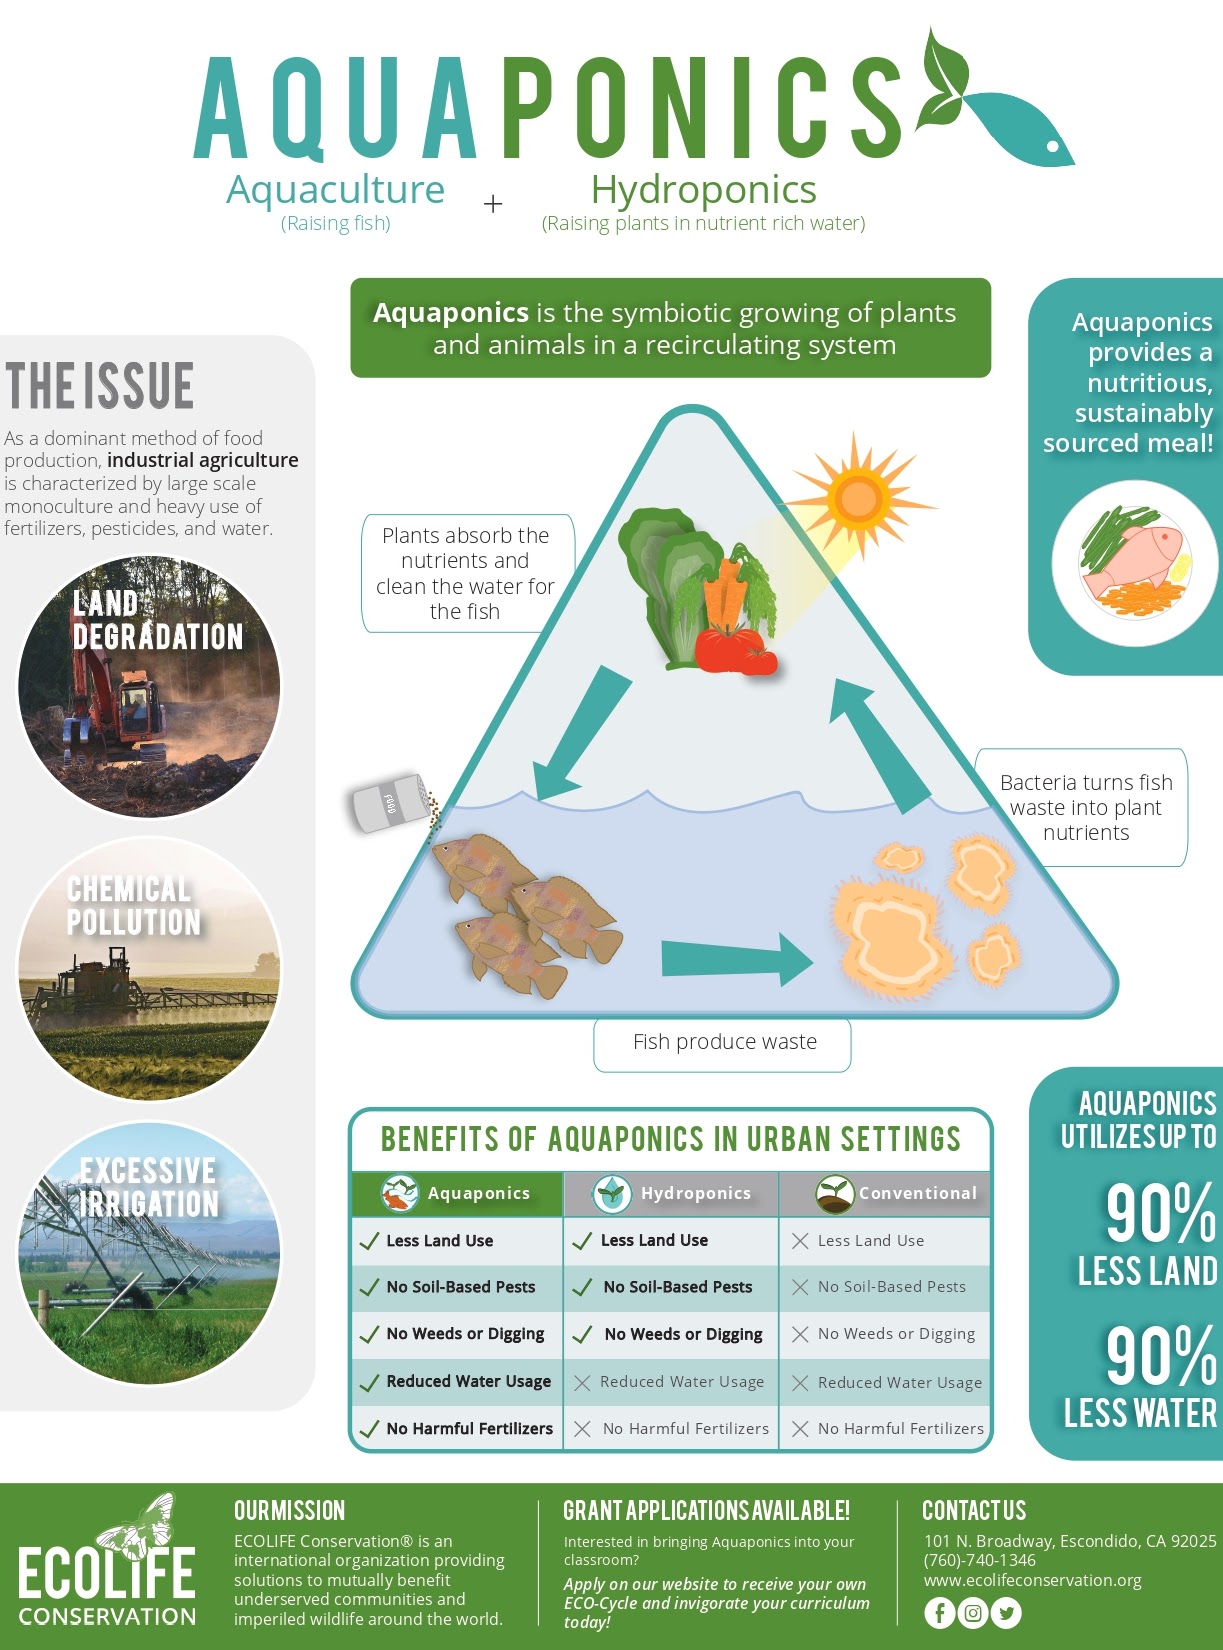 AQUAPONICS
Aquaculture
(Raising fish)
+
Hydroponics
(Raising plants in nutrient rich water)
Aquaponics is the symbiotic growing of plants
and animals in a recirculating system
Aquaponics
provides a
nutritious,
sustainably
sourced meal!
THE ISSUE
As a dominant method of food
production, industrial agriculture
is characterized by large scale
monoculture and heavy use of
fertilizers, pesticides, and water.
LAND
DEGRADATION
CHEMICAL
POLLUTION
EXCESSIVE
IRRIGATION
Plants absorb the
nutrients and
clean the water for
the fish
FOOD
Bacteria turns fish
waste into plant
nutrients
Fish produce waste
BENEFITS OF AQUAPONICS IN URBAN SETTINGS
Aquaponics Hydroponics Conventional
Less Land Use Less Land Use Less Land Use
No Soil-Based Pests No Soil-Based Pests No Soil-Based Pests
No Weeds or Digging No Weeds or Digging No Weeds or Digging
Reduced Water Usage Reduced Water Usage Reduced Water Usage
No Harmful Fertilizers No Harmful Fertilizers No Harmful Fertilizers
AQUAPONICS
UTILIZES UP TO
90%
LESS LAND
90%
LESS WATER
ECOLIFE
CONSERVATION
OUR MISSION
ECOLIFE Conservation® is an
international organization providing
solutions to mutually benefit
underserved communities and
imperiled wildlife around the world.
GRANT APPLICATIONS AVAILABLE!
Interested in bringing Aquaponics into your
classroom?
Apply on our website to receive your own
ECO-Cycle and invigorate your curriculum
today!
CONTACT US
101 N. Broadway, Escondido, CA 92025
(760)-740-1346
www.ecolifeconservation.org